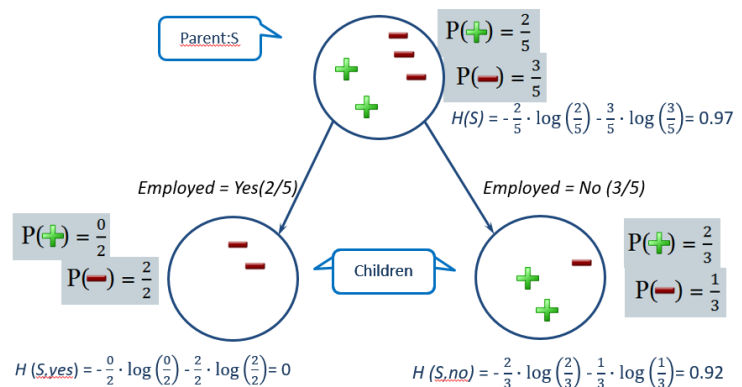 Parent:S
P(+) = 2/5
P(−) = 3/5
H(S) = - 2/5 · log (2/5) - 3/5 · log (3/5)= 0.97
Employed = Yes(2/5)
Employed = No (3/5)
P(+) = 0/2
P(−) = 2/2
Children
P(+) = 2/3
P(−) = 1/3
H (S,yes) = - 0/2 · log (0/2) - 2/2 · log (2/2)= 0
H (S,no) = - 2/3 · log (2/3) - 1/3 · log (1/3)= 0.92